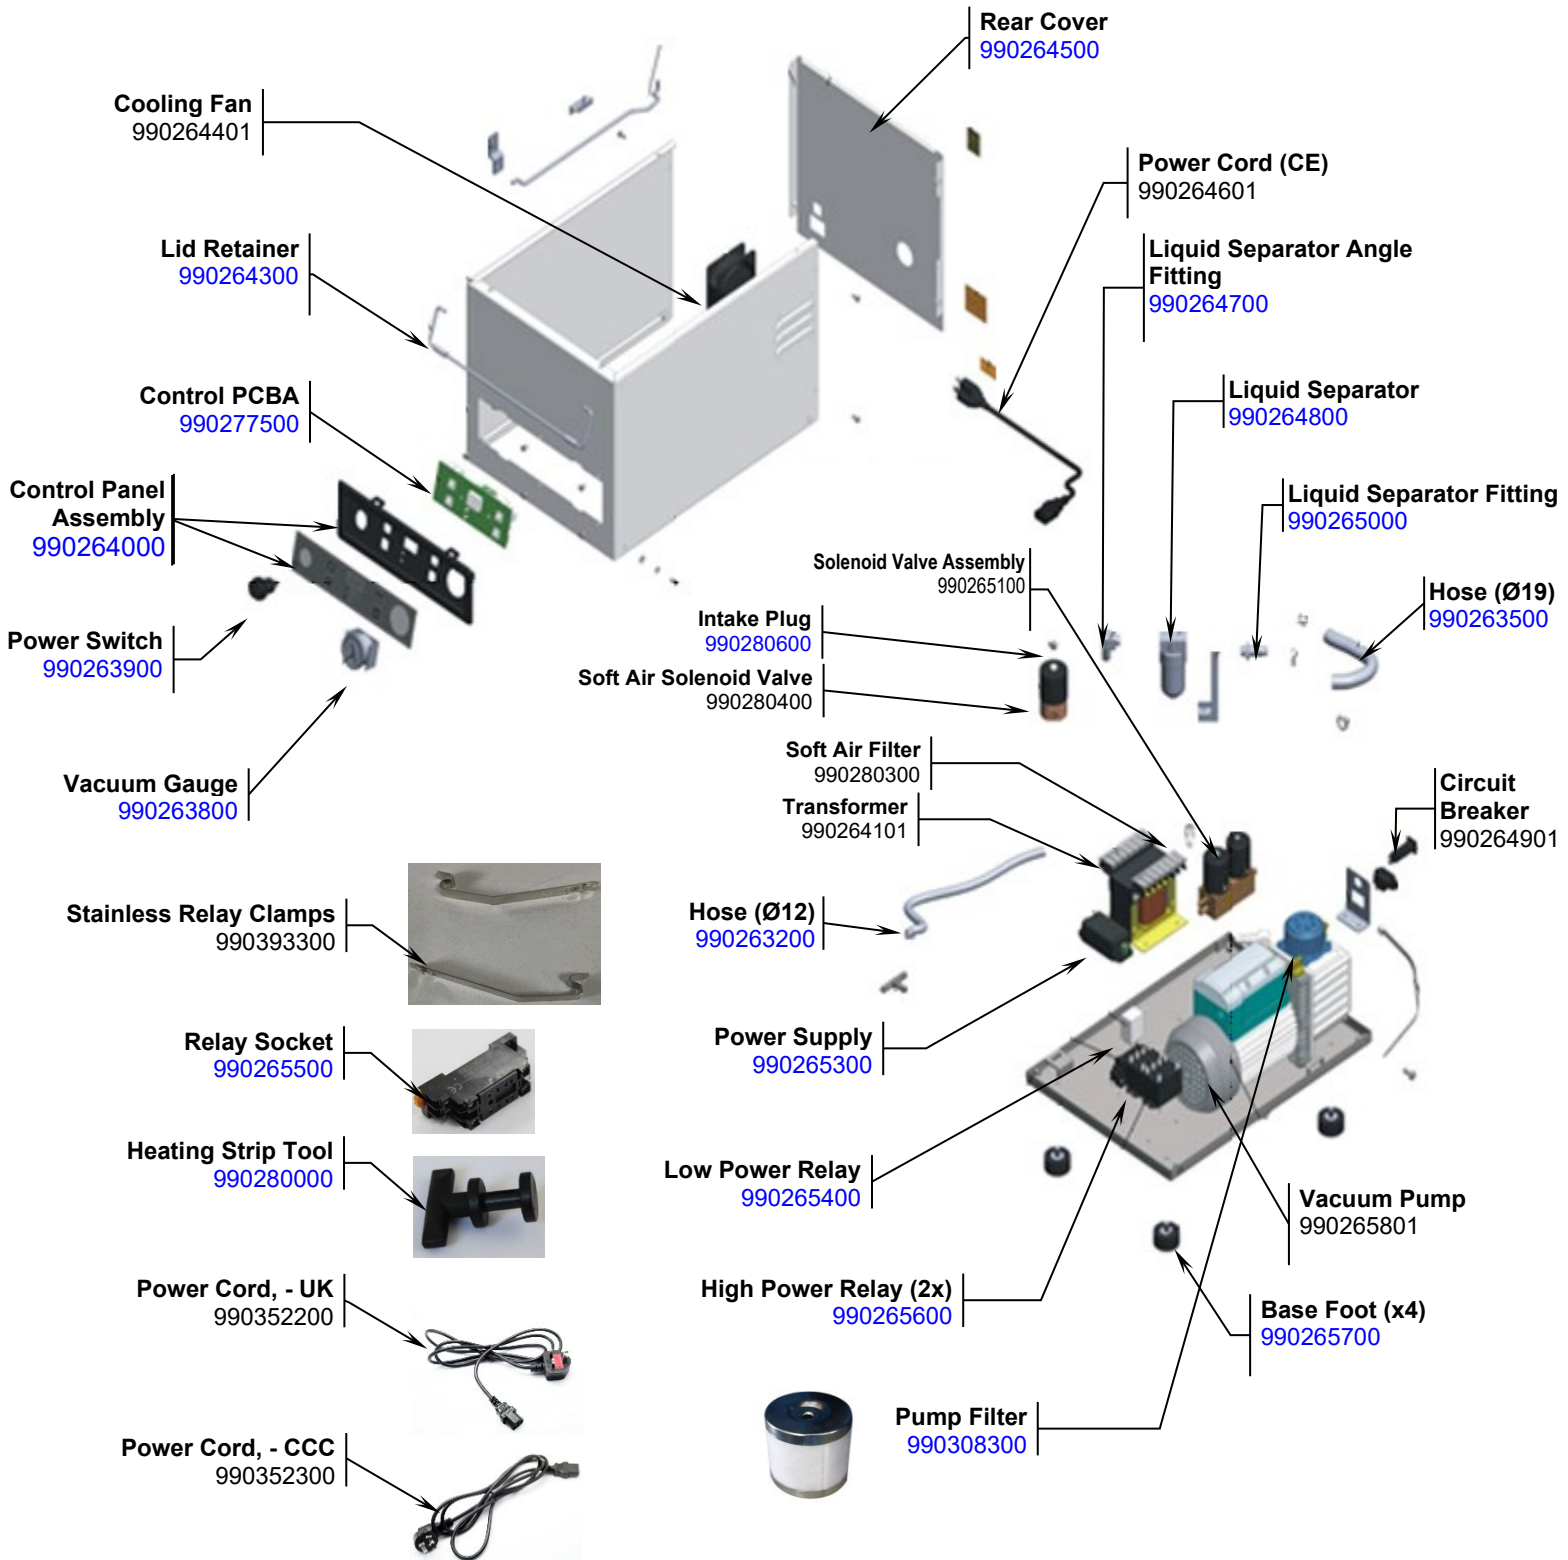 Rear Cover
990264500
Cooling Fan
990264401
Power Cord (CE)
990264601
Lid Retainer
990264300
Liquid Separator Angle
Fitting
990264700
Control PCBA
990277500
Liquid Separator
990264800
Control Panel
Assembly
990264000
Liquid Separator Fitting
990265000
Solenoid Valve Assembly
990265100
Hose (Ø19)
990263500
Intake Plug
990280600
Power Switch
990263900
Soft Air Solenoid Valve
990280400
Soft Air Filter
990280300
Vacuum Gauge
990263800
Circuit
Breaker
990264901
Transformer
990264101
Stainless Relay Clamps
990393300
Hose (Ø12)
990263200
Relay Socket
990265500
Power Supply
990265300
Heating Strip Tool
990280000
Low Power Relay
990265400
Vacuum Pump
990265801
Power Cord, - UK
990352200
High Power Relay (2x)
990265600
Base Foot (x4)
990265700
Pump Filter
990308300
Power Cord, - CCC
990352300